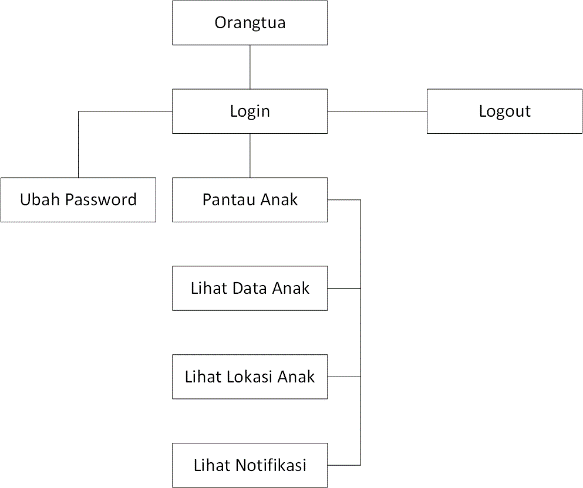 Orangtua
Login
Logout
Ubah Password
Pantau Anak
Lihat Data Anak
Lihat Lokasi Anak
Lihat Notifikasi